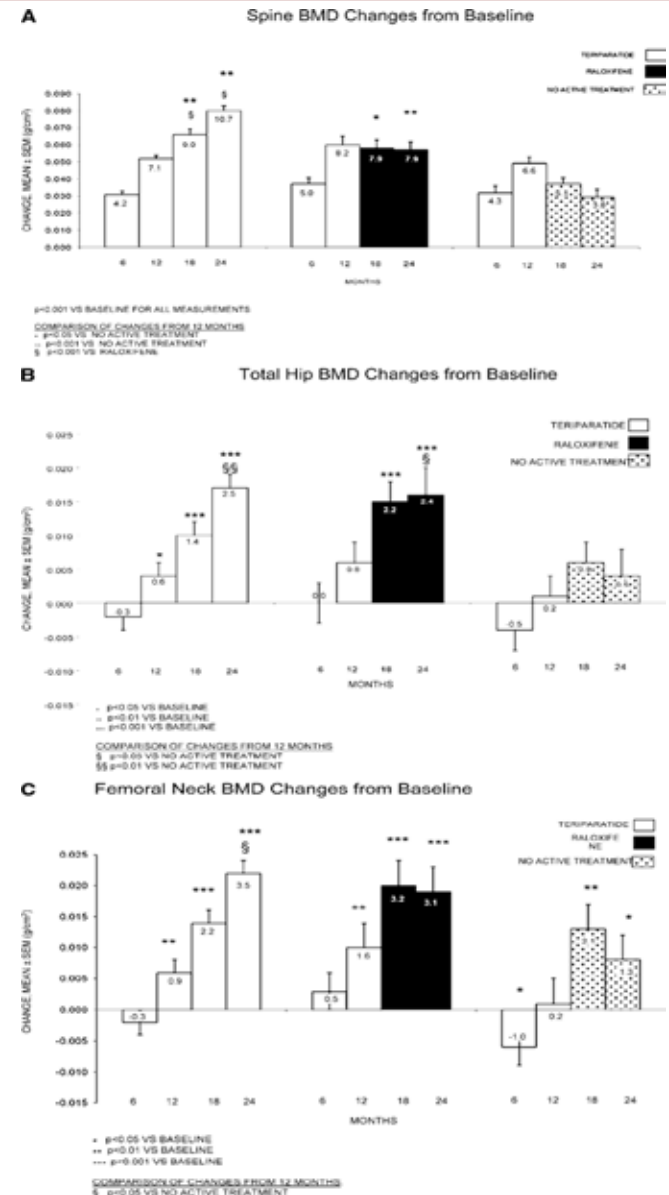 A
Spine BMD Changes from Baseline
TERIPARATIDE
RALOXIFENE
NO ACTIVE TREATMENT
CHANGE, MEAN ± SEM (g/cm²)
0.090
0.080
0.070
0.060
0.050
0.040
0.030
0.020
0.010
0.000
** ** * **
§ §
4.2 7.1 9.0 10.7 5.0 8.2 7.9 7.9 4.3 6.6
6 12 18 24 6 12 18 24 6 12 18 24
MONTHS
p<0.001 VS BASELINE FOR ALL MEASUREMENTS
COMPARISON OF CHANGES FROM 12 MONTHS
p<0.05 VS NO ACTIVE TREATMENT
p<0.001 VS NO ACTIVE TREATMENT
§ p<0.001 VS RALOXIFENE
B
Total Hip BMD Changes from Baseline
TERIPARATIDE
RALOXIFENE
NO ACTIVE TREATMENT
CHANGE, MEAN ± SEM (g/cm²)
0.025
0.020
0.015
0.010
0.005
0.000
-0.005
-0.010
-0.015
* *** *** *** ***
§§ §
0.3 0.6 1.4 2.5 0.0 2.2 2.4 -0.5 0.2
6 12 18 24 6 12 18 24 6 12 18 24
MONTHS
p<0.05 VS BASELINE
p<0.01 VS BASELINE
p<0.001 VS BASELINE
COMPARISON OF CHANGES FROM 12 MONTHS
§ p<0.05 VS NO ACTIVE TREATMENT
§§ p<0.01 VS NO ACTIVE TREATMENT
C
Femoral Neck BMD Changes from Baseline
TERIPARATIDE
RALOXIFE
NE
NO ACTIVE TREATMENT
CHANGE, MEAN ± SEM (g/cm²)
0.025
0.020
0.015
0.010
0.005
0.000
-0.005
-0.010
-0.015
** *** *** ** *** *** * ** *
§
-0.3 0.9 2.2 3.5 0.5 1.6 3.2 3.1 -1.0 0.2
6 12 18 24 6 12 18 24 6 12 18 24
MONTHS
* p<0.05 VS BASELINE
** p<0.01 VS BASELINE
*** p<0.001 VS BASELINE
COMPARISON OF CHANGES FROM 12 MONTHS
§ p<0.05 VS NO ACTIVE TREATMENT